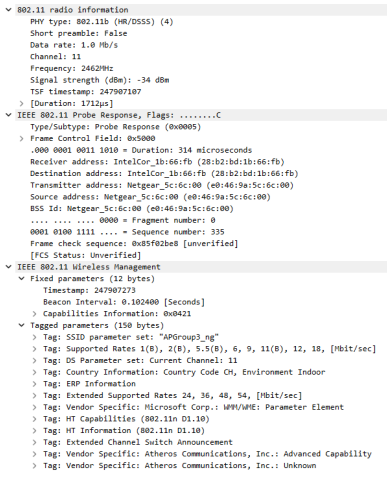 802.11 radio information
PHY type: 802.11b (HR/DSSS) (4)
Short preamble: False
Data rate: 1.0 Mb/s
Channel: 11
Frequency: 2462MHz
Signal strength (dBm): -34 dBm
TSF timestamp: 247907107
[Duration: 1712µs]
IEEE 802.11 Probe Response, Flags: ........C
Type/Subtype: Probe Response (0x0005)
Frame Control Field: 0x5000
.000 0001 0011 1010 = Duration: 314 microseconds
Receiver address: IntelCor_1b:66:fb (28:b2:bd:1b:66:fb)
Destination address: IntelCor_1b:66:fb (28:b2:bd:1b:66:fb)
Transmitter address: Netgear_5c:6c:00 (e0:46:9a:5c:6c:00)
Source address: Netgear_5c:6c:00 (e0:46:9a:5c:6c:00)
BSS Id: Netgear_5c:6c:00 (e0:46:9a:5c:6c:00)
.... .... .... 0000 = Fragment number: 0
0001 0100 1111 .... = Sequence number: 335
Frame check sequence: 0x85f02be8 [unverified]
[FCS Status: Unverified]
IEEE 802.11 Wireless Management
Fixed parameters (12 bytes)
Timestamp: 247907273
Beacon Interval: 0.102400 [Seconds]
Capabilities Information: 0x0421
Tagged parameters (150 bytes)
Tag: SSID parameter set: "APGroup3_ng"
Tag: Supported Rates 1(B), 2(B), 5.5(B), 6, 9, 11(B), 12, 18, [Mbit/sec]
Tag: DS Parameter set: Current Channel: 11
Tag: Country Information: Country Code CH, Environment Indoor
Tag: ERP Information
Tag: Extended Supported Rates 24, 36, 48, 54, [Mbit/sec]
Tag: Vendor Specific: Microsoft Corp.: WMM/WME: Parameter Element
Tag: HT Capabilities (802.11n D1.10)
Tag: HT Information (802.11n D1.10)
Tag: Extended Channel Switch Announcement
Tag: Vendor Specific: Atheros Communications, Inc.: Advanced Capability
Tag: Vendor Specific: Atheros Communications, Inc.: Unknown